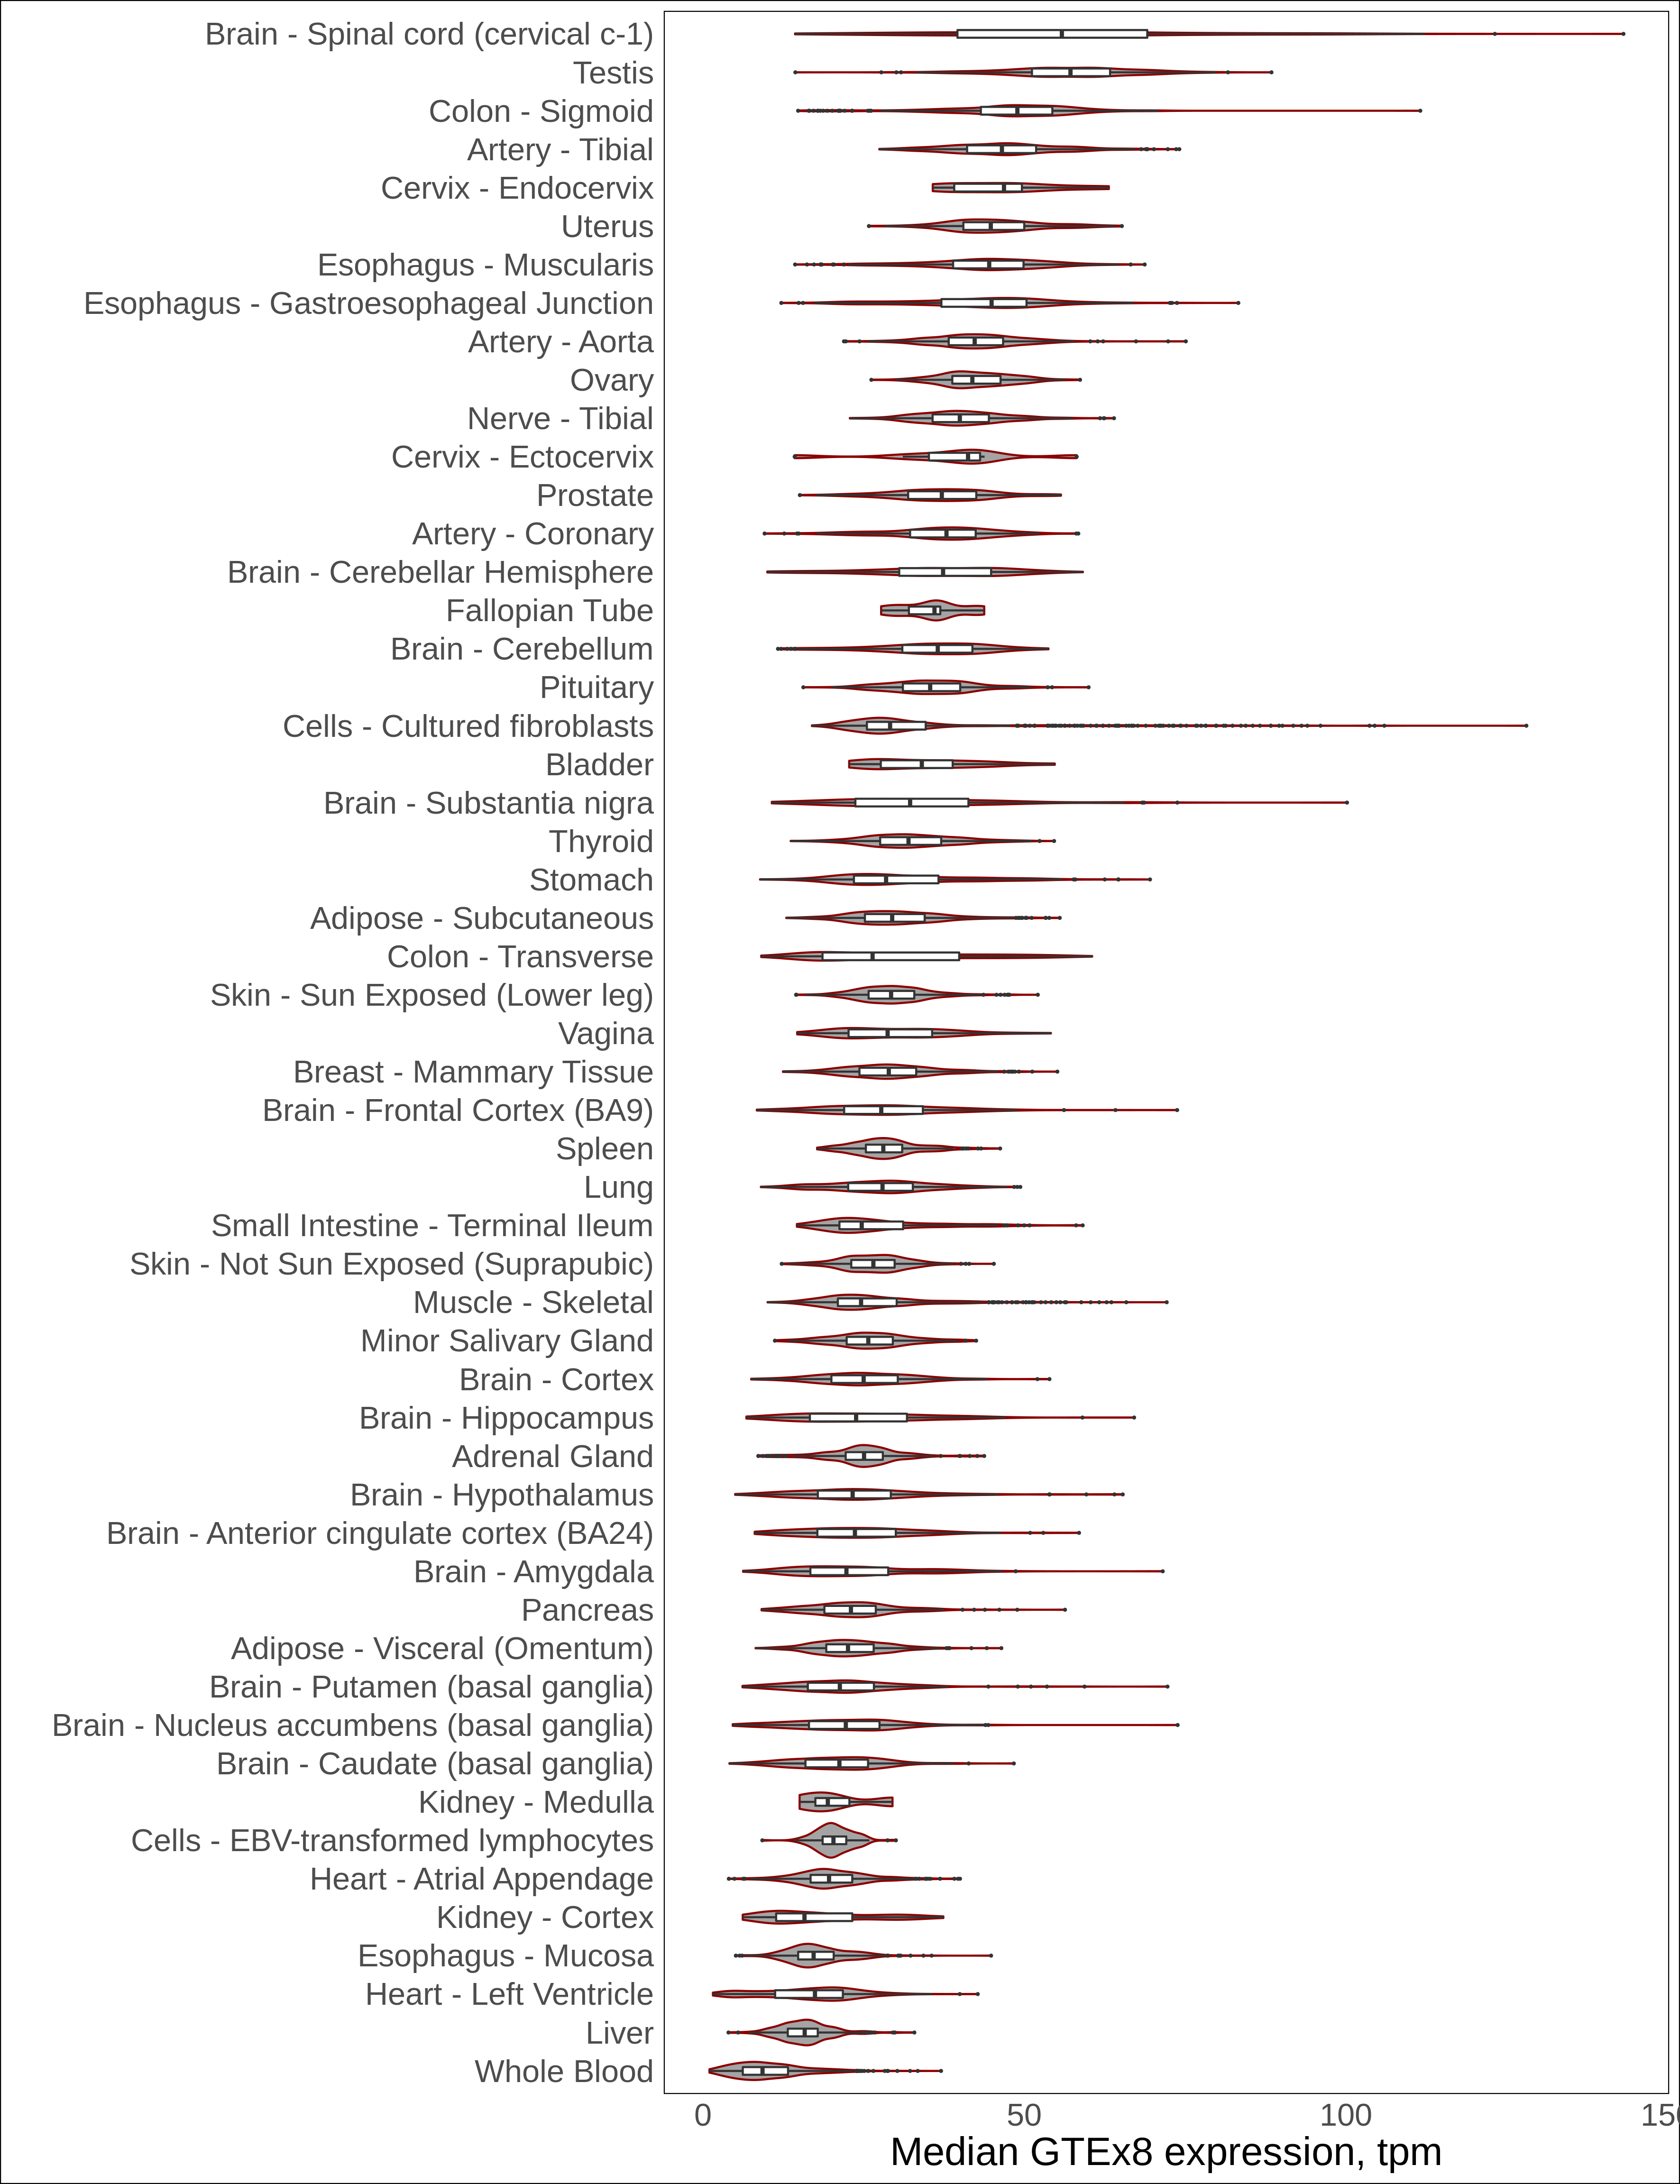 Brain - Spinal cord (cervical c-1)
Testis
Colon - Sigmoid
Artery - Tibial
Cervix - Endocervix
Uterus
Esophagus - Muscularis
Esophagus - Gastroesophageal Junction
Artery - Aorta
Ovary
Nerve - Tibial
Cervix - Ectocervix
Prostate
Artery - Coronary
Brain - Cerebellar Hemisphere
Fallopian Tube
Brain - Cerebellum
Pituitary
Cells - Cultured fibroblasts
Bladder
Brain - Substantia nigra
Thyroid
Stomach
Adipose - Subcutaneous
Colon - Transverse
Skin - Sun Exposed (Lower leg)
Vagina
Breast - Mammary Tissue
Brain - Frontal Cortex (BA9)
Spleen
Lung
Small Intestine - Terminal Ileum
Skin - Not Sun Exposed (Suprapubic)
Muscle - Skeletal
Minor Salivary Gland
Brain - Cortex
Brain - Hippocampus
Adrenal Gland
Brain - Hypothalamus
Brain - Anterior cingulate cortex (BA24)
Brain - Amygdala
Pancreas
Adipose - Visceral (Omentum)
Brain - Putamen (basal ganglia)
Brain - Nucleus accumbens (basal ganglia)
Brain - Caudate (basal ganglia)
Kidney - Medulla
Cells - EBV-transformed lymphocytes
Heart - Atrial Appendage
Kidney - Cortex
Esophagus - Mucosa
Heart - Left Ventricle
Liver
Whole Blood
0 50 100
Median GTEx8 expression, tpm